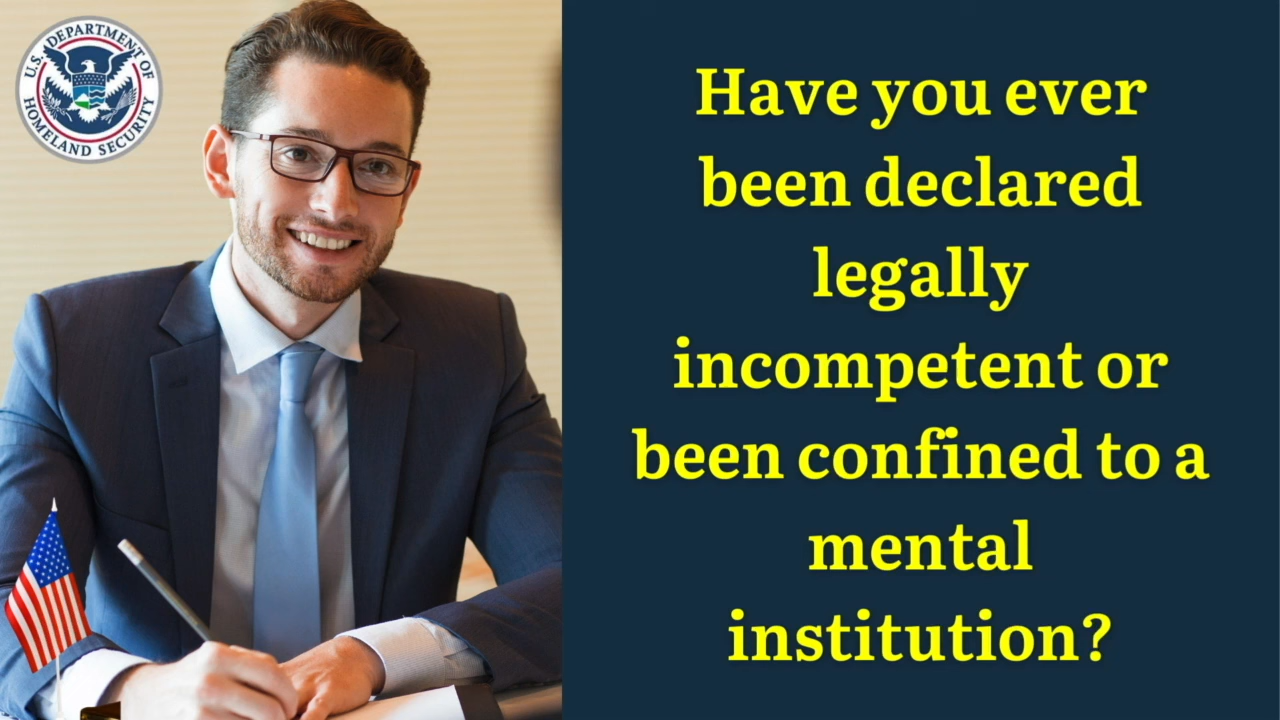 U.S. DEPARTMENT OF
HOMELAND SECURITY
Have you ever
been declared
legally
incompetent or
been confined to a
mental
institution?